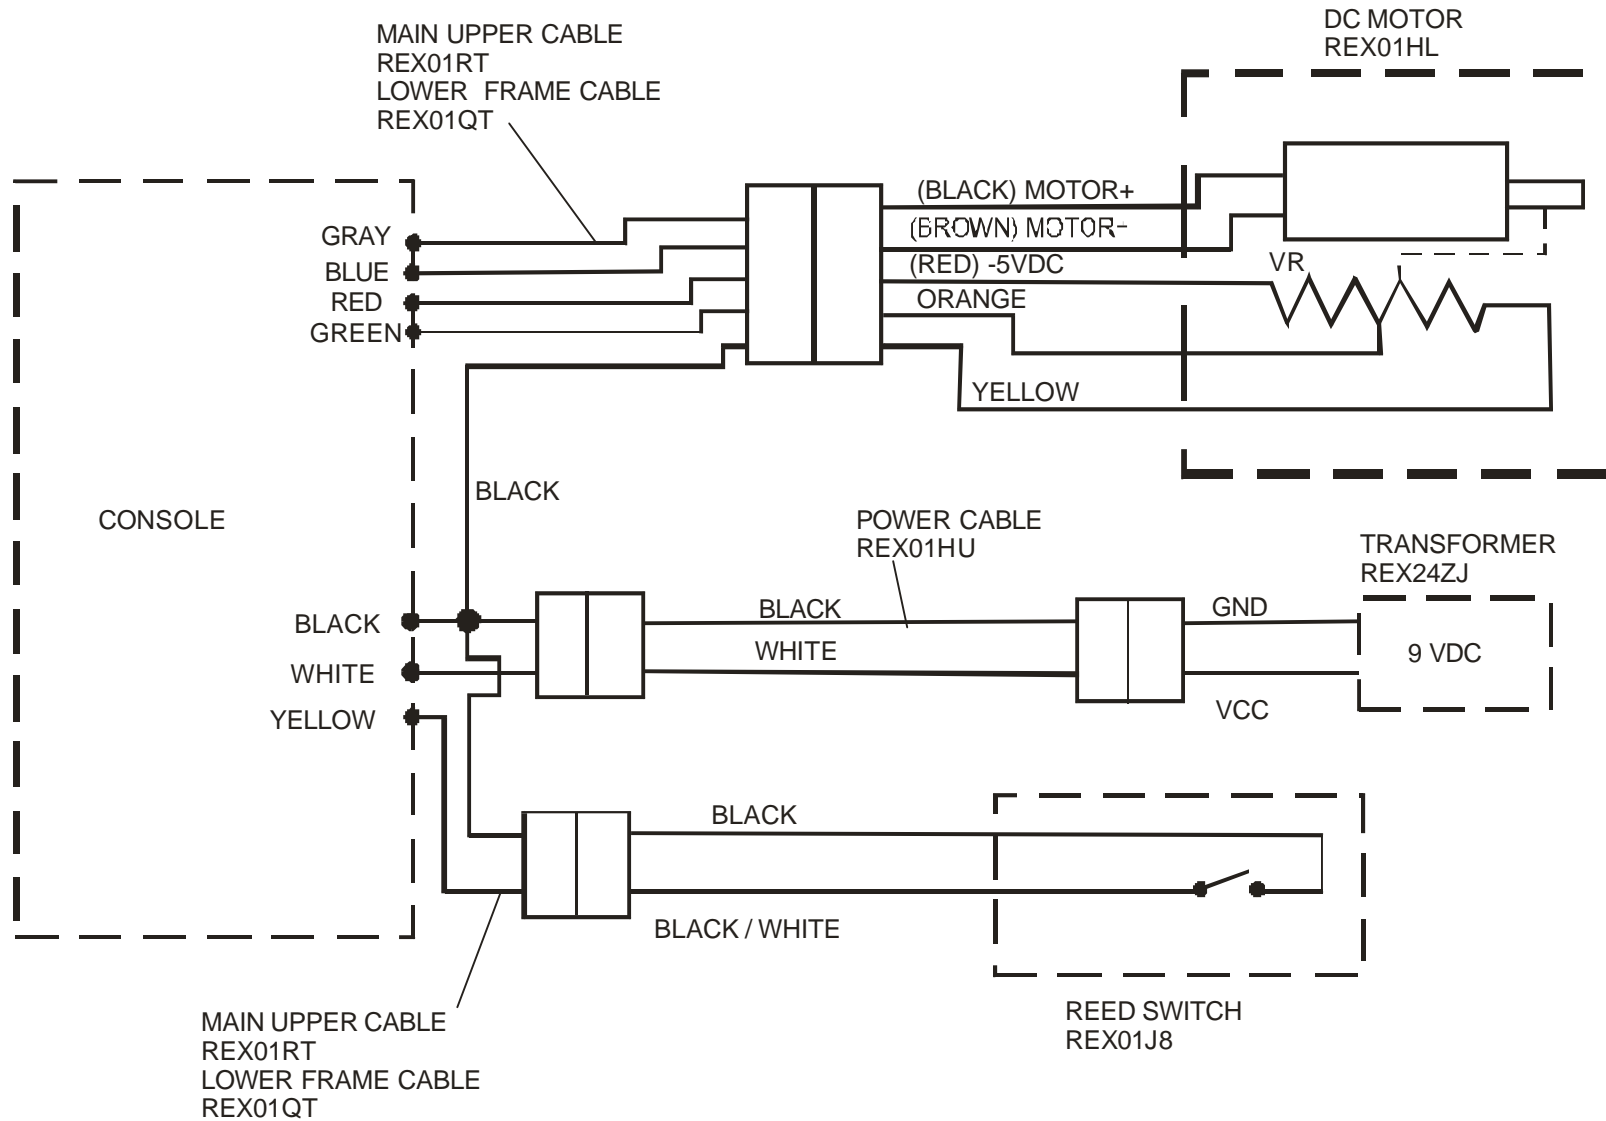 DC MOTOR
REX01HL
MAIN UPPER CABLE
REX01RT
LOWER FRAME CABLE
REX01QT
(BLACK) MOTOR+
(BROWN) MOTOR-
(RED) -5VDC
ORANGE
YELLOW
VR
GRAY
BLUE
RED
GREEN
BLACK
CONSOLE
POWER CABLE
REX01HU
TRANSFORMER
REX24ZJ
BLACK
WHITE
YELLOW
BLACK
WHITE
GND
9 VDC
VCC
BLACK
BLACK / WHITE
REED SWITCH
REX01J8
MAIN UPPER CABLE
REX01RT
LOWER FRAME CABLE
REX01QT